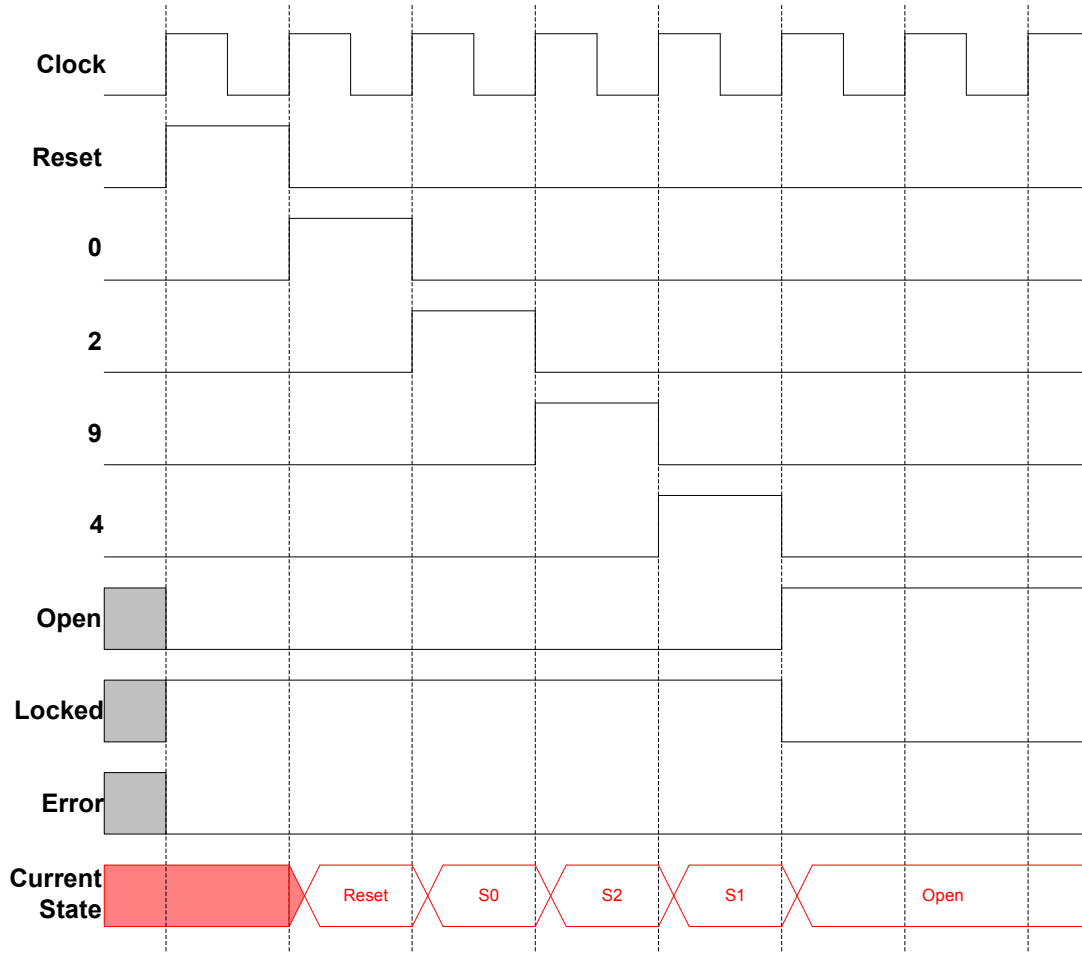 Clock
Reset
0
2
9
4
Open
Locked
Error
Current
State
Reset
S0
S2
S1
Open